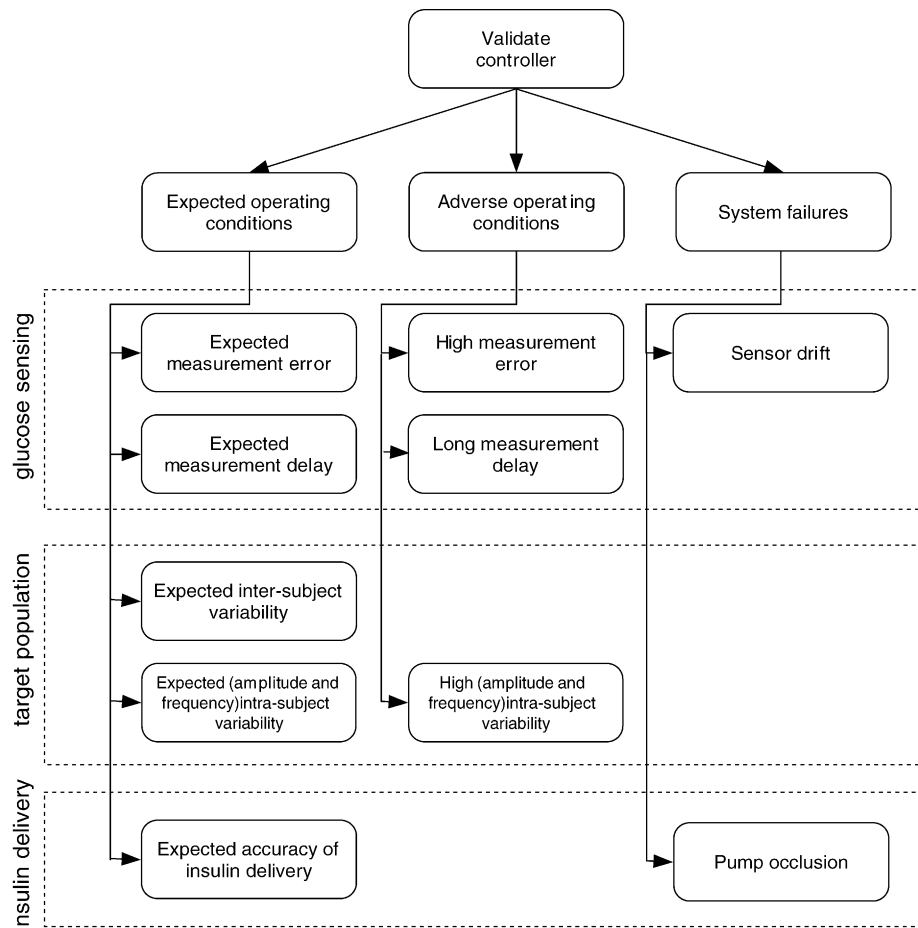 Validate
controller
Expected operating
conditions
Adverse operating
conditions
System failures
glucose sensing
Expected
measurement error
High measurement
error
Sensor drift
Expected
measurement delay
Long measurement
delay
target population
Expected inter-subject
variability
Expected (amplitude and
frequency)intra-subject
variability
High (amplitude and
frequency)intra-subject
variability
nsulin delivery
Expected accuracy of
insulin delivery
Pump occlusion